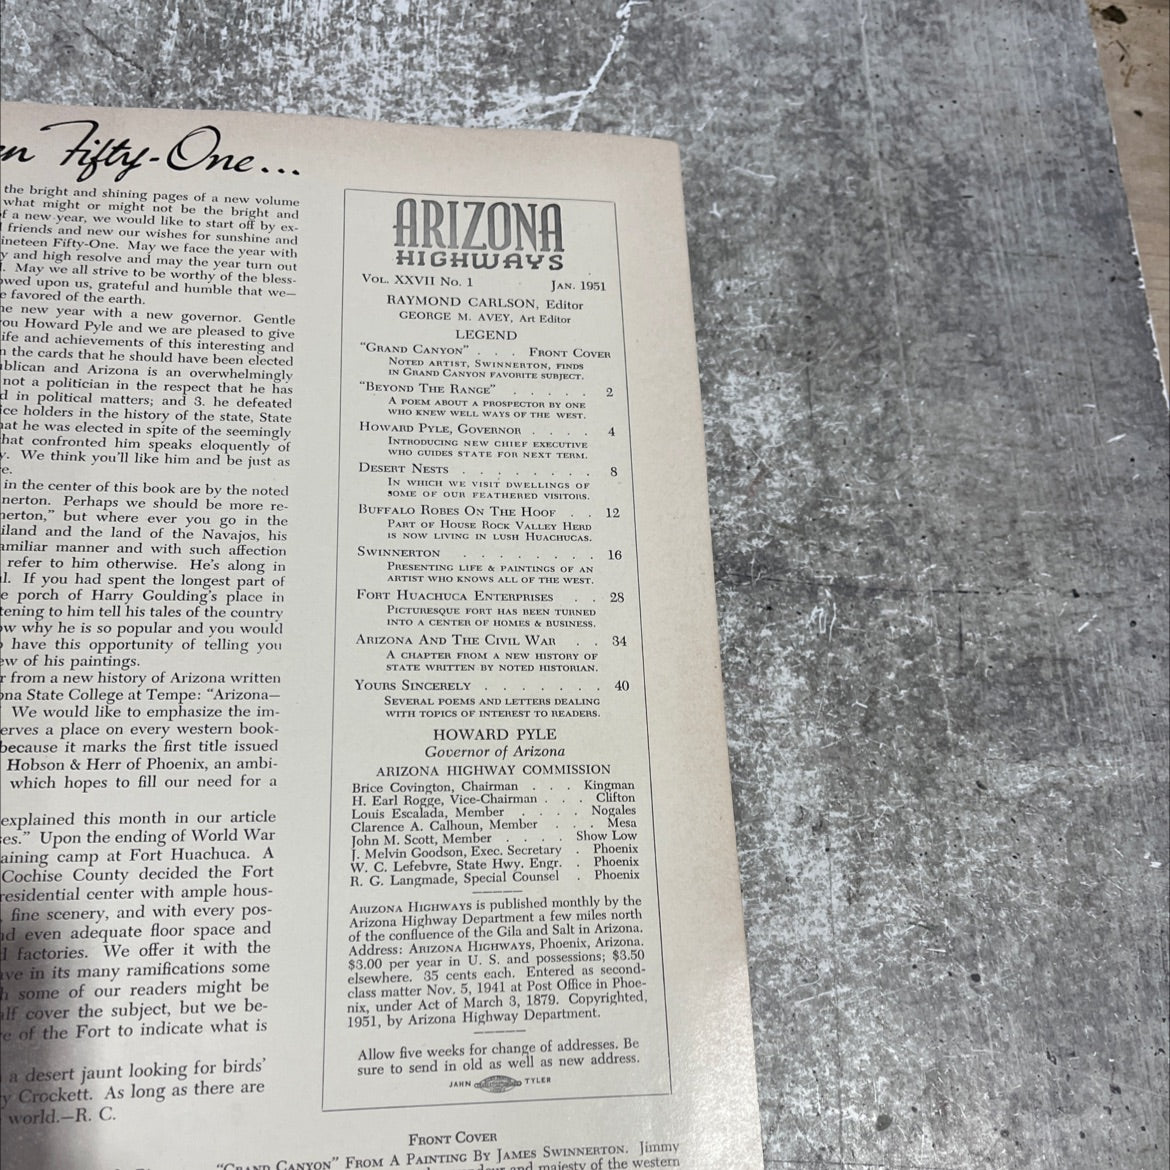 en Fifty-One...
the bright and shining pages of a new volume
what might or might not be the bright and
of a new year, we would like to start off by ex-
friends and new our wishes for sunshine and
ineteen Fifty-One. May we face the year with
y and high resolve and may the year turn out
l. May we all strive to be worthy of the bless-
owed upon us, grateful and humble that we—
e favored of the earth.
he new year with a new governor. Gentle
ou Howard Pyle and we are pleased to give
ife and achievements of this interesting and
n the cards that he should have been elected
ublican and Arizona is an overwhelmingly
not a politician in the respect that he has
d in political matters; and 3. he defeated
ice holders in the history of the state, State
hat he was elected in spite of the seemingly
hat confronted him speaks eloquently of
y. We think you'll like him and be just as
re.
in the center of this book are by the noted
nerton. Perhaps we should be more re-
nerton," but where ever you go in the
iland and the land of the Navajos, his
amiliar manner and with such affection
refer to him otherwise. He's along in
l. If you had spent the longest part of
e porch of Harry Goulding's place in
tening to him tell his tales of the country
ow why he is so popular and you would
have this opportunity of telling you
ew of his paintings.
r from a new history of Arizona written
ona State College at Tempe: "Arizona—
We would like to emphasize the im-
erves a place on every western book-
because it marks the first title issued
Hobson & Herr of Phoenix, an ambi-
which hopes to fill our need for a
explained this month in our article
ses." Upon the ending of World War
aining camp at Fort Huachuca. A
Cochise County decided the Fort
residential center with ample hous-
, fine scenery, and with every pos-
nd even adequate floor space and
l factories. We offer it with the
ave in its many ramifications some
h some of our readers might be
alf cover the subject, but we be-
e of the Fort to indicate what is
a desert jaunt looking for birds'
y Crockett. As long as there are
world.—R. C.
ARIZONA
HIGHWAYS
VOL. XXVII No. 1 JAN. 1951
RAYMOND CARLSON, Editor
GEORGE M. AVEY, Art Editor
LEGEND
"GRAND CANYON" . . . FRONT COVER
NOTED ARTIST, SWINNERTON, FINDS
IN GRAND CANYON FAVORITE SUBJECT.
"BEYOND THE RANGE" . . . . . 2
A POEM ABOUT A PROSPECTOR BY ONE
WHO KNEW WELL WAYS OF THE WEST.
HOWARD PYLE, GOVERNOR . . . . 4
INTRODUCING NEW CHIEF EXECUTIVE
WHO GUIDES STATE FOR NEXT TERM.
DESERT NESTS . . . . . . . . 8
IN WHICH WE VISIT DWELLINGS OF
SOME OF OUR FEATHERED VISITORS.
BUFFALO ROBES ON THE HOOF . . 12
PART OF HOUSE ROCK VALLEY HERD
IS NOW LIVING IN LUSH HUACHUCAS.
SWINNERTON . . . . . . . . 16
PRESENTING LIFE & PAINTINGS OF AN
ARTIST WHO KNOWS ALL OF THE WEST.
FORT HUACHUCA ENTERPRISES . . 28
PICTURESQUE FORT HAS BEEN TURNED
INTO A CENTER OF HOMES & BUSINESS.
ARIZONA AND THE CIVIL WAR . . 34
A CHAPTER FROM A NEW HISTORY OF
STATE WRITTEN BY NOTED HISTORIAN.
YOURS SINCERELY . . . . . . . 40
SEVERAL POEMS AND LETTERS DEALING
WITH TOPICS OF INTEREST TO READERS.
HOWARD PYLE
Governor of Arizona
ARIZONA HIGHWAY COMMISSION
Brice Covington, Chairman . . . Kingman
H. Earl Rogge, Vice-Chairman . . . Clifton
Louis Escalada, Member . . . . Nogales
Clarence A. Calhoun, Member . . . Mesa
John M. Scott, Member . . . . Show Low
J. Melvin Goodson, Exec. Secretary . Phoenix
W. C. Lefebvre, State Hwy. Engr. . Phoenix
R. G. Langmade, Special Counsel . Phoenix
ARIZONA HIGHWAYS is published monthly by the
Arizona Highway Department a few miles north
of the confluence of the Gila and Salt in Arizona.
Address: ARIZONA HIGHWAYS, Phoenix, Arizona.
$3.00 per year in U. S. and possessions; $3.50
elsewhere. 35 cents each. Entered as second-
class matter Nov. 5, 1941 at Post Office in Phoe-
nix, under Act of March 3, 1879. Copyrighted,
1951, by Arizona Highway Department.
Allow five weeks for change of addresses. Be
sure to send in old as well as new address.
JAHN TYLER
FRONT COVER
"GRAND CANYON" FROM A PAINTING BY JAMES SWINNERTON. Jimmy
and majesty of the western